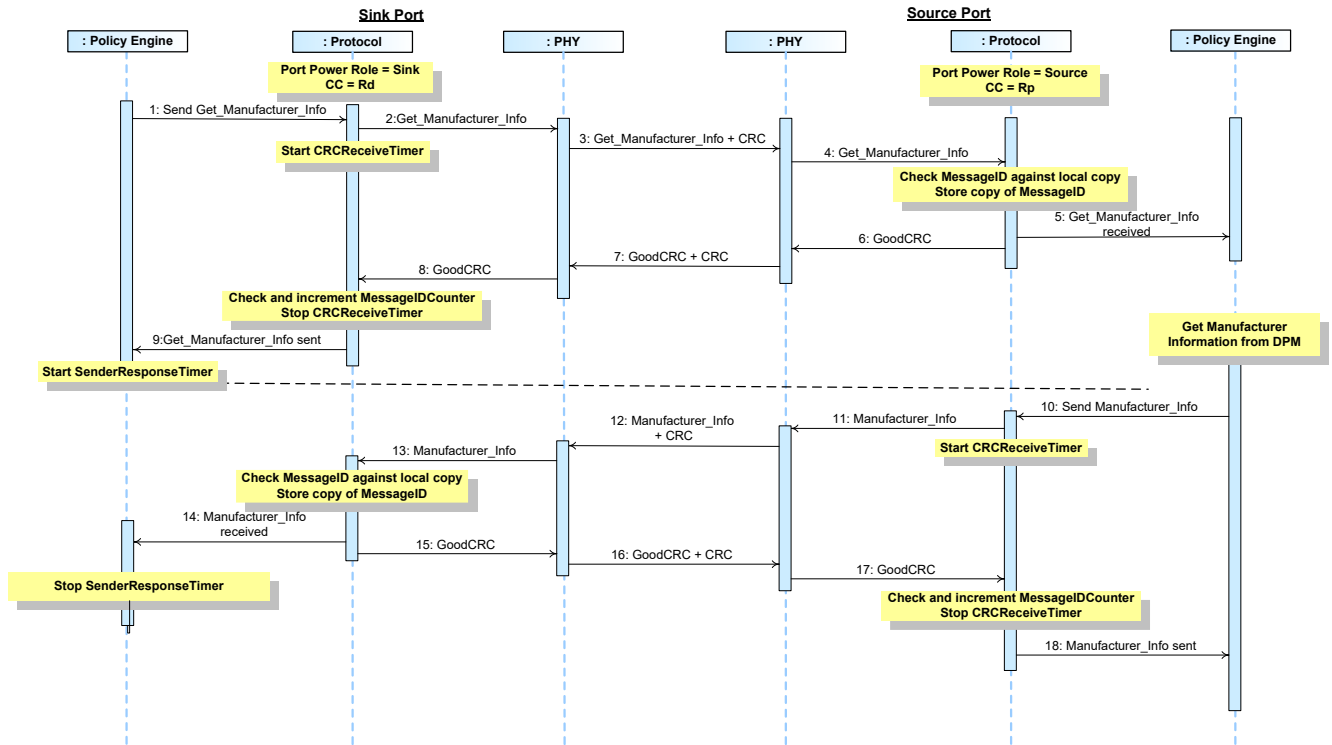 Sink Port
Source Port
: Policy Engine
: Protocol
: PHY
: PHY
: Protocol
: Policy Engine
Port Power Role = Sink
CC = Rd
Port Power Role = Source
CC = Rp
1: Send Get_Manufacturer_Info
2:Get_Manufacturer_Info
Start CRCReceiveTimer
3: Get_Manufacturer_Info + CRC
4: Get_Manufacturer_Info
Check MessageID against local copy
Store copy of MessageID
5: Get_Manufacturer_Info
received
6: GoodCRC
7: GoodCRC + CRC
8: GoodCRC
Check and increment MessageIDCounter
Stop CRCReceiveTimer
9:Get_Manufacturer_Info sent
Start SenderResponseTimer
Get Manufacturer
Information from DPM
10: Send Manufacturer_Info
11: Manufacturer_Info
Start CRCReceiveTimer
12: Manufacturer_Info
+ CRC
13: Manufacturer_Info
Check MessageID against local copy
Store copy of MessageID
14: Manufacturer_Info
received
15: GoodCRC
16: GoodCRC + CRC
17: GoodCRC
Stop SenderResponseTimer
Check and increment MessageIDCounter
Stop CRCReceiveTimer
18: Manufacturer_Info sent